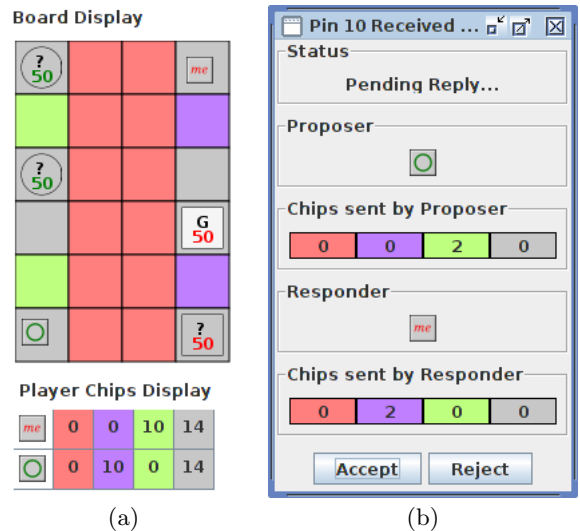 Board Display
?
50
me
?
50
G
50
?
50
Player Chips Display
me 0 0 10 14
0 10 0 14
(a)
Pin 10 Received ...
Status
Pending Reply...
Proposer
Chips sent by Proposer
0 0 2 0
Responder
me
Chips sent by Responder
0 2 0 0
Accept Reject
(b)